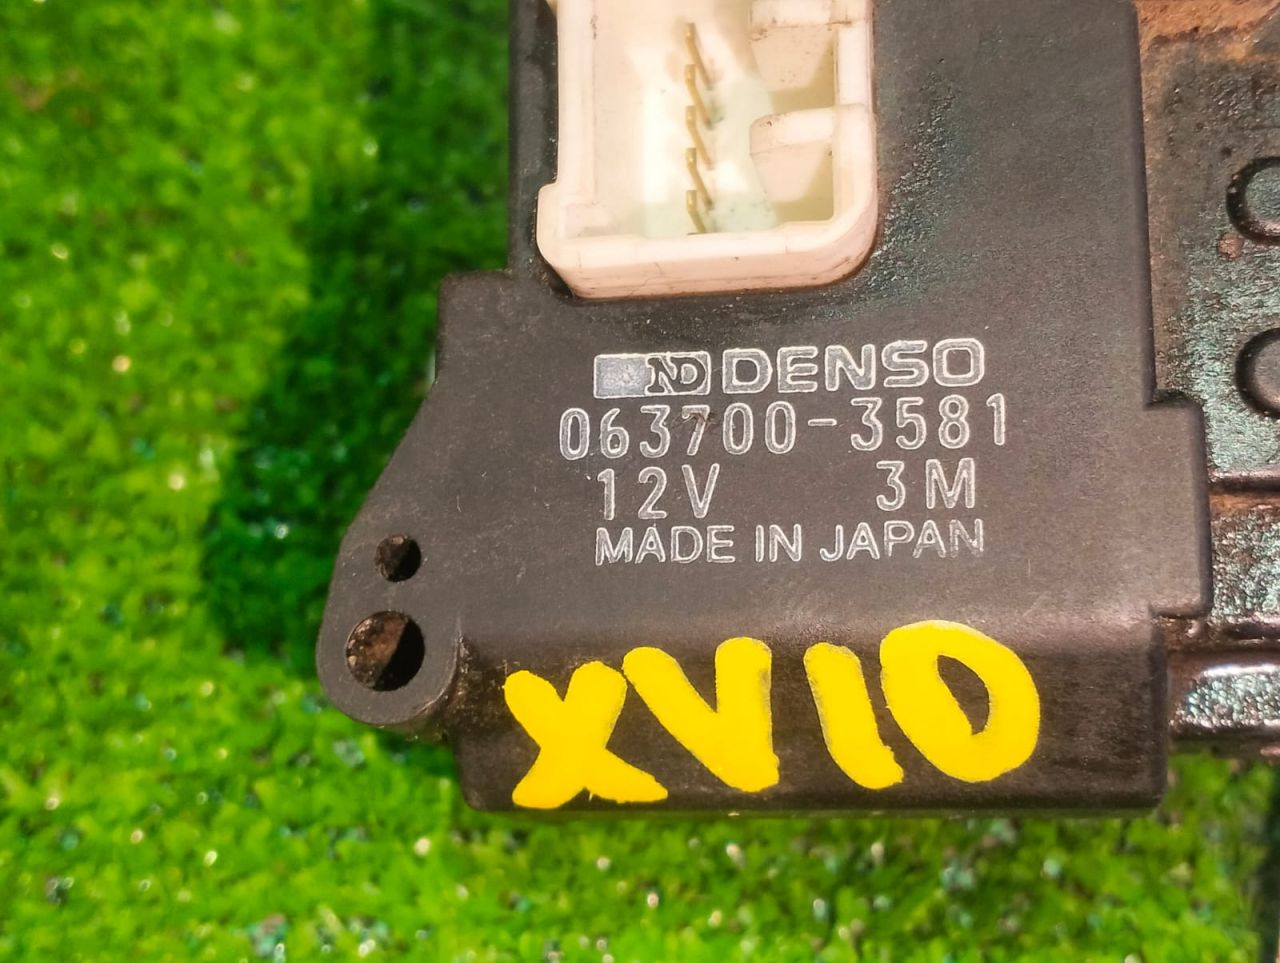 ND DENSO
063700-3581
12V 3M
MADE IN JAPAN
XV10